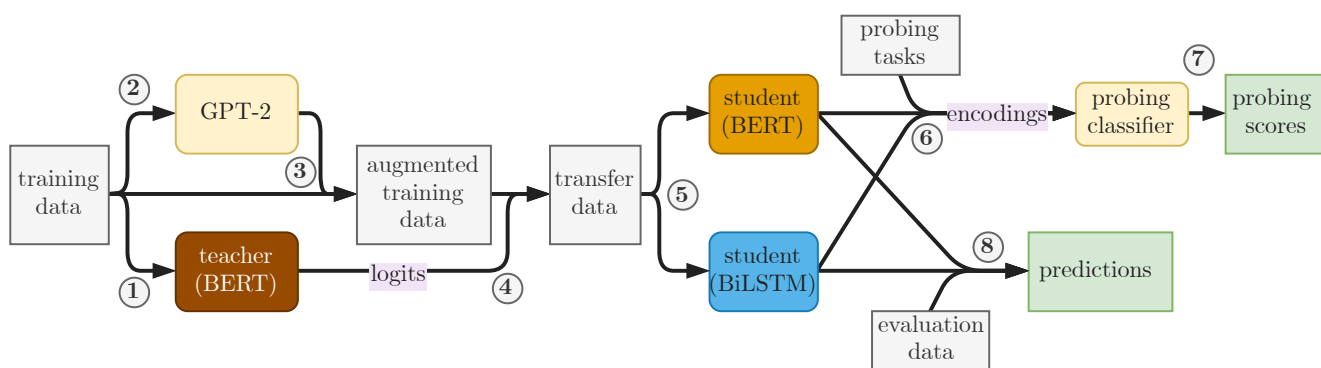 training
data
2
GPT-2
3
1
teacher
(BERT)
augmented
training
data
logits
4
transfer
data
5
student
(BERT)
student
(BiLSTM)
probing
tasks
6
encodings
probing
classifier
7
probing
scores
8
evaluation
data
predictions